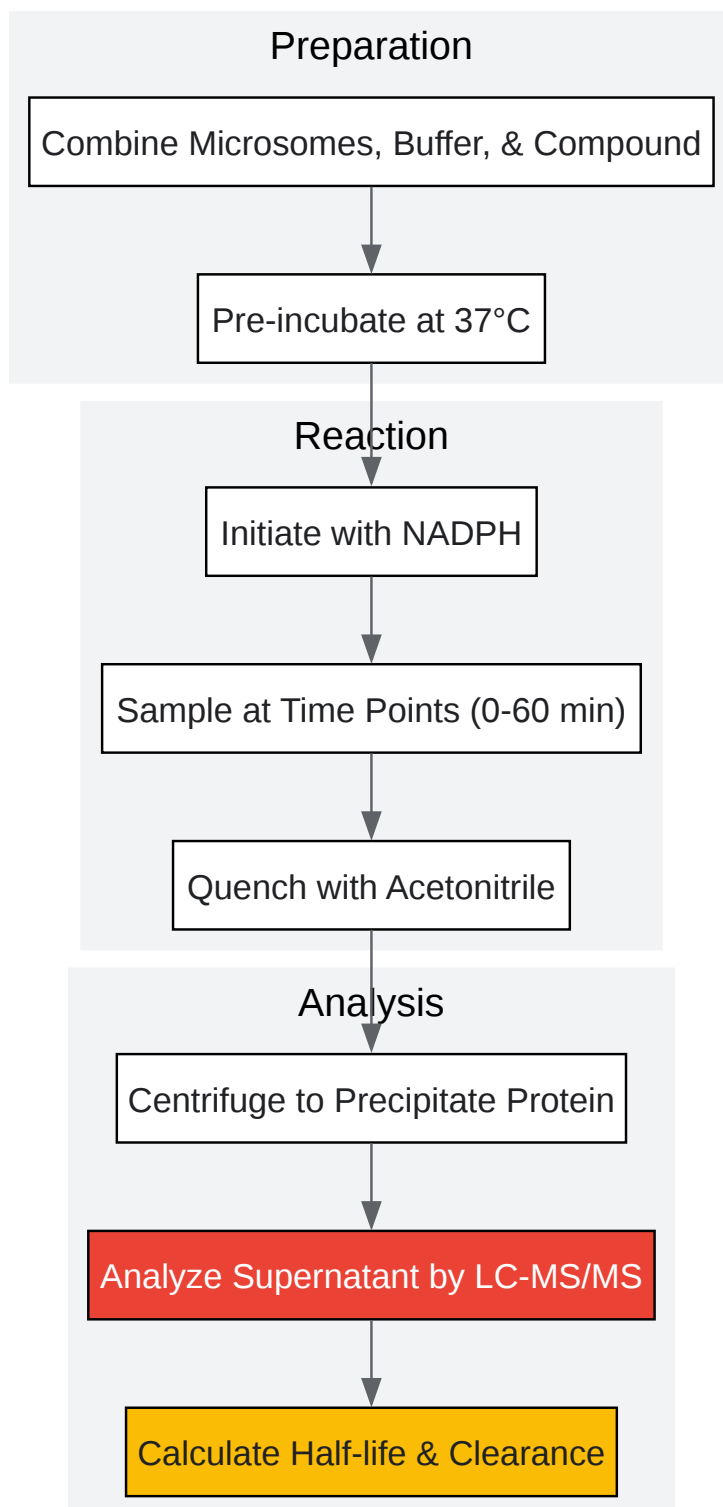 Preparation
Combine Microsomes, Buffer, & Compound
Pre-incubate at 37°C
Reaction
Initiate with NADPH
Sample at Time Points (0-60 min)
Quench with Acetonitrile
Analysis
Centrifuge to Precipitate Protein
Analyze Supernatant by LC-MS/MS
Calculate Half-life & Clearance